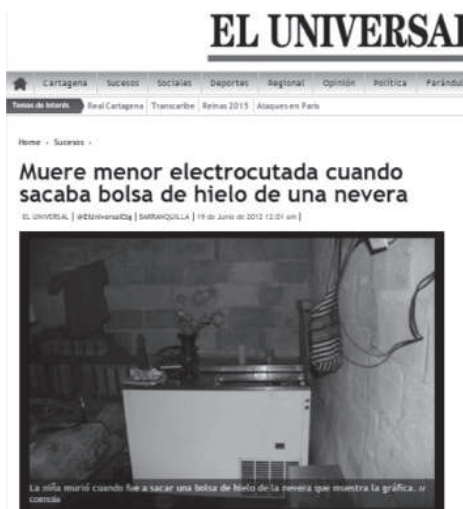 EL UNIVERSAL
Cartagena Sucesos Sociales Deportes Regional Opinión Política Farándul
Temas de Interés Real Cartagena Transcaribe Reinas 2015 Ataques en París
Home › Sucesos ›
Muere menor electrocutada cuando
sacaba bolsa de hielo de una nevera
EL UNIVERSAL | @ElUniversalCtg | BARRANQUILLA | 19 de Junio de 2012 12:01 am |
La niña murió cuando fue a sacar una bolsa de hielo de la nevera que muestra la gráfica. //
CORTESÍA